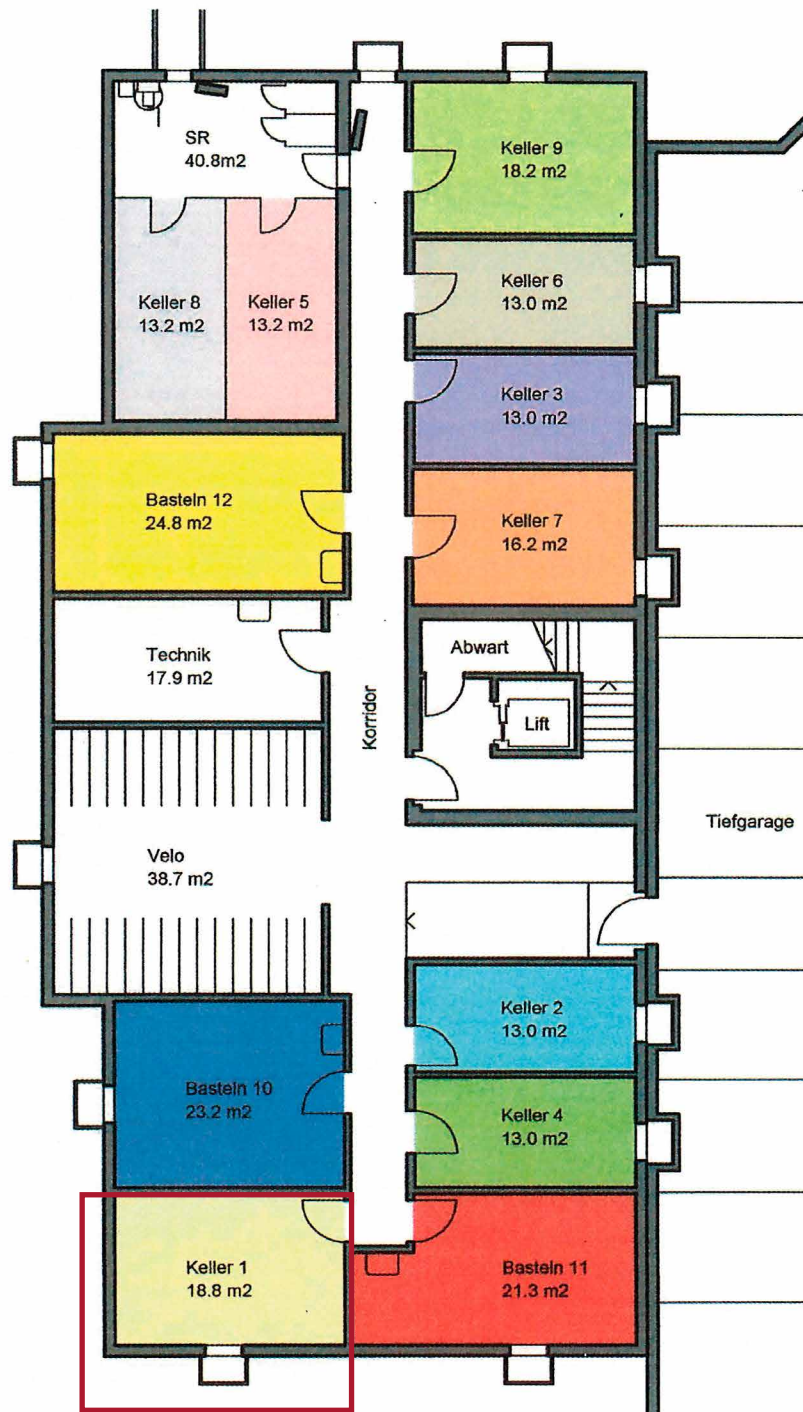 SR
40.8m2
Keller 9
18.2 m2
Keller 6
13.0 m2
Keller 8
13.2 m2
Keller 5
13.2 m2
Keller 3
13.0 m2
Basteln 12
24.8 m2
Keller 7
16.2 m2
Technik
17.9 m2
Korridor
Abwart
Lift
Tiefgarage
Velo
38.7 m2
Keller 2
13.0 m2
Basteln 10
23.2 m2
Keller 4
13.0 m2
Keller 1
18.8 m2
Basteln 11
21.3 m2